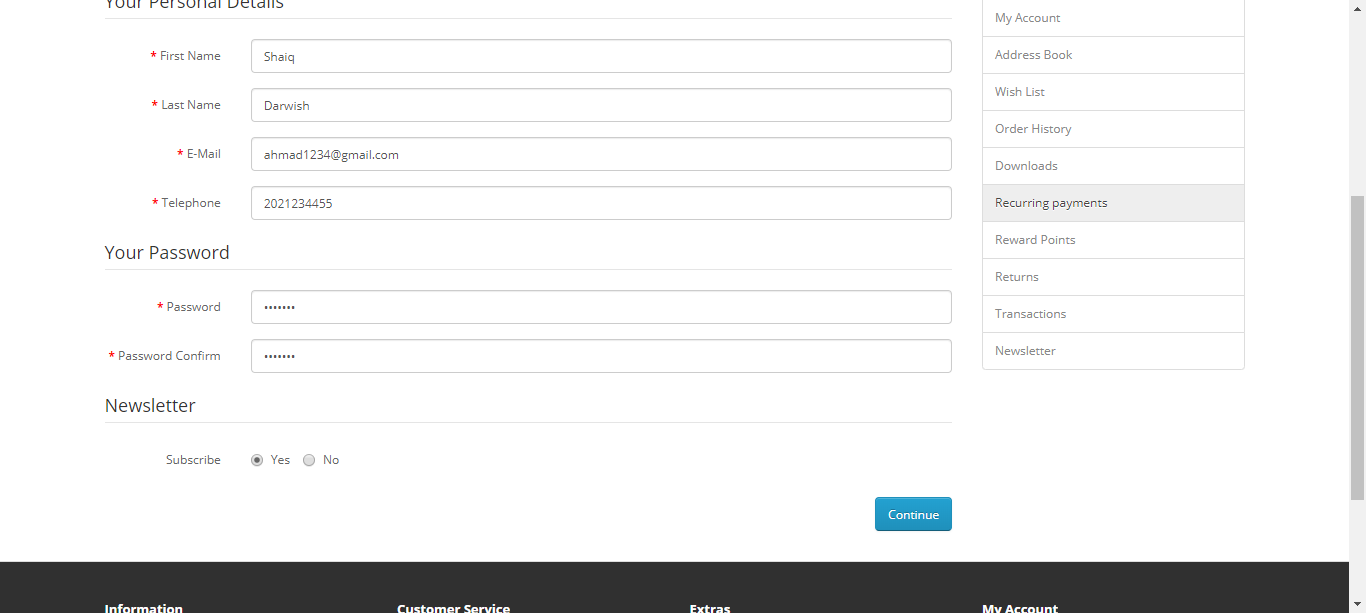 Your Personal Details
* First Name
Shaiq
* Last Name
Darwish
* E-Mail
ahmad1234@gmail.com
* Telephone
2021234455
Your Password
* Password
•••••••
* Password Confirm
•••••••
Newsletter
Subscribe
Yes No
Continue
My Account
Address Book
Wish List
Order History
Downloads
Recurring payments
Reward Points
Returns
Transactions
Newsletter
Information
Customer Service
Extras
My Account